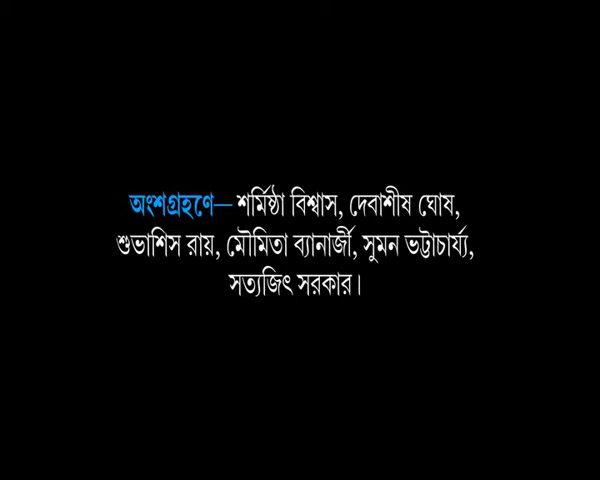 অংশগ্রহণে— শর্মিষ্ঠা বিশ্বাস, দেবাশীষ ঘোষ,
শুভাশিস রায়, মৌমিতা ব্যানার্জী, সুমন ভট্টাচার্য্য,
সত্যজিৎ সরকার।